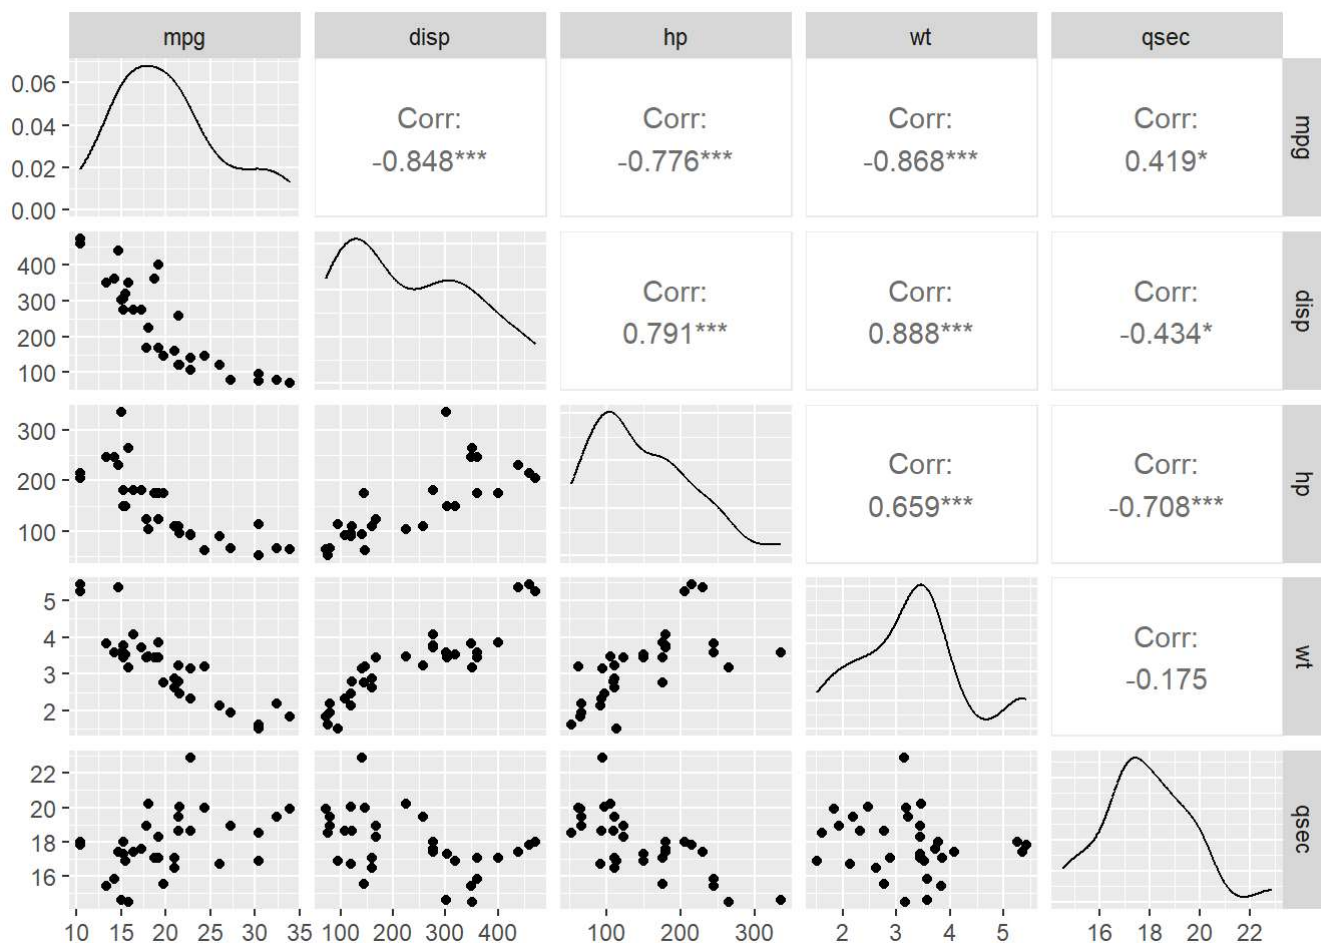 mpg disp hp wt qsec
0.06
0.04
0.02
0.00
Corr:
-0.848***
Corr:
-0.776***
Corr:
-0.868***
Corr:
0.419*
mpg
400
300
200
100
Corr:
0.791***
Corr:
0.888***
Corr:
-0.434*
disp
300
200
100
Corr:
0.659***
Corr:
-0.708***
hp
5
4
3
2
Corr:
-0.175
wt
22
20
18
16
qsec
10 15 20 25 30 35 100 200 300 400 100 200 300 2 3 4 5 16 18 20 22